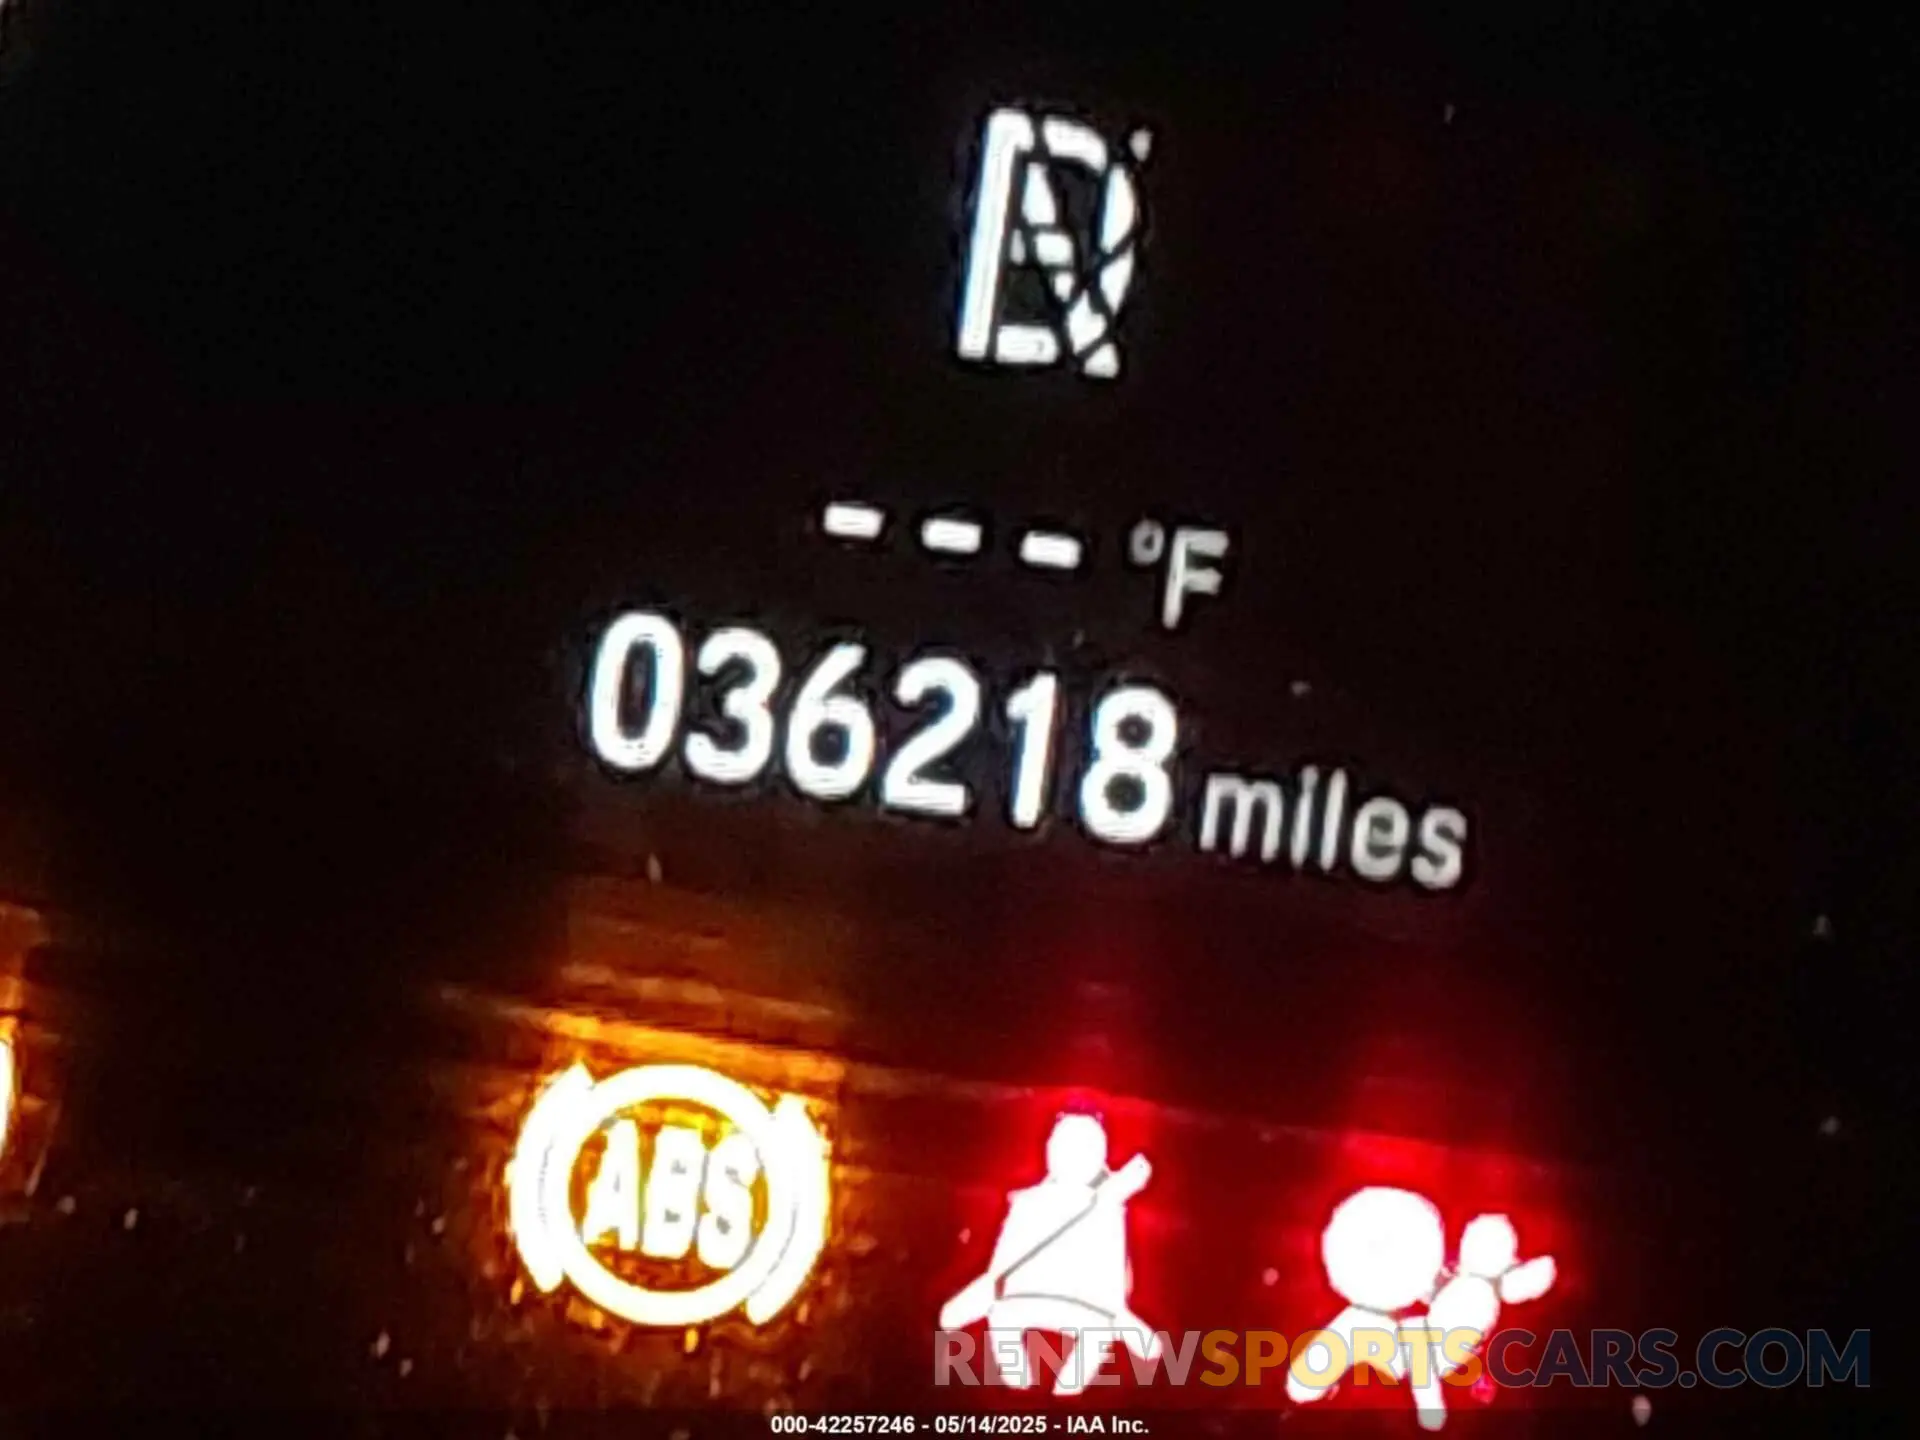 --- °F
036218 miles
ABS
RENEWSPORTSCARS.COM
000-42257246 - 05/14/2025 - IAA Inc.